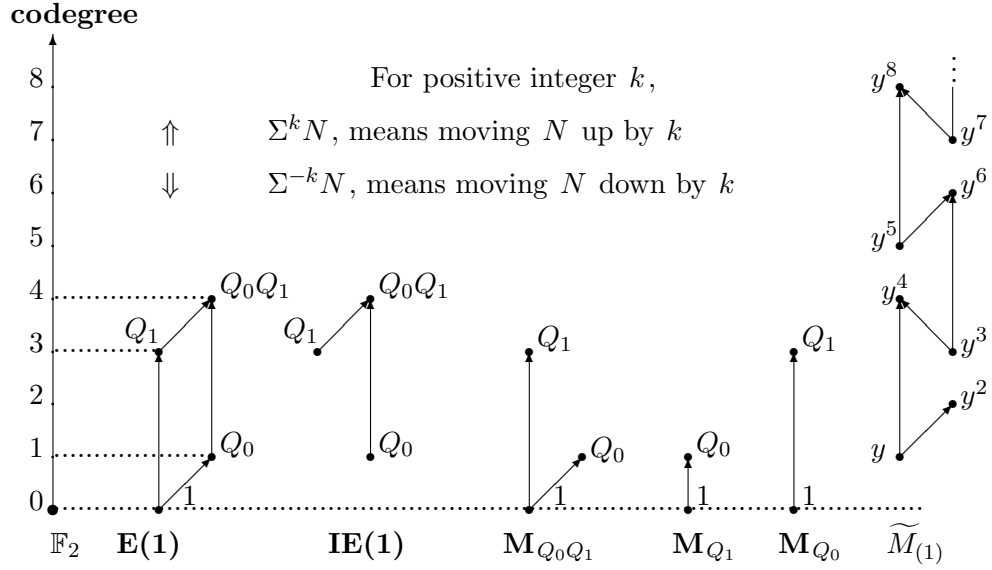 codegree
For positive integer k,
⇑ Σ^k N, means moving N up by k
⇓ Σ^{-k} N, means moving N down by k
8
7
6
5
4
3
2
1
0
Q_0Q_1
Q_1
Q_0
1
Q_0Q_1
Q_1
Q_0
Q_1
Q_0
1
Q_0
1
Q_1
1
y^8
y^7
y^6
y^5
y^4
y^3
y^2
y
𝔽_2 E(1) IE(1) M_{Q_0Q_1} M_{Q_1} M_{Q_0} \widetilde{M}_{(1)}